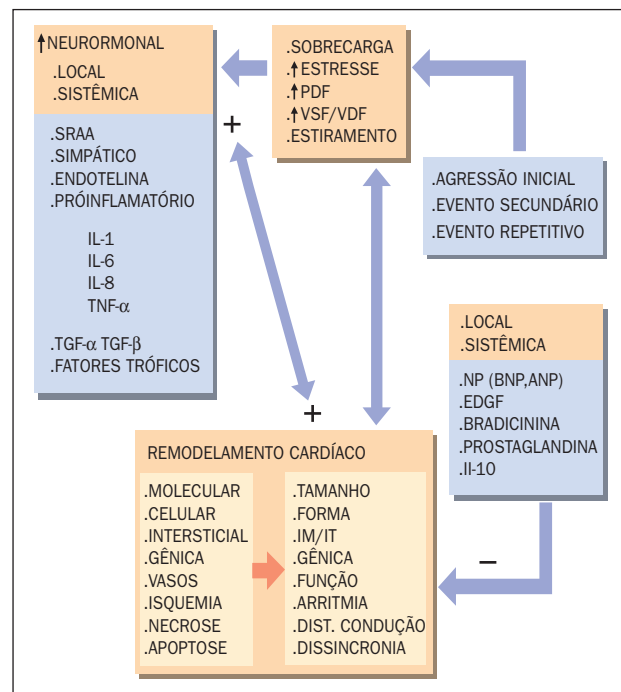 ↑NEURORMONAL
.LOCAL
.SISTÊMICA
.SRAA
.SIMPÁTICO
.ENDOTELINA
.PRÓINFLAMATÓRIO
IL-1
IL-6
IL-8
TNF-α
.TGF-α TGF-β
.FATORES TRÓFICOS
.SOBRECARGA
.↑ESTRESSE
.↑PDF
.↑VSF/VDF
.ESTIRAMENTO
.AGRESSÃO INICIAL
.EVENTO SECUNDÁRIO
.EVENTO REPETITIVO
+
+
.LOCAL
.SISTÊMICA
.NP (BNP,ANP)
.EDGF
.BRADICININA
.PROSTAGLANDINA
.Il-10
−
REMODELAMENTO CARDÍACO
.MOLECULAR
.CELULAR
.INTERSTICIAL
.GÊNICA
.VASOS
.ISQUEMIA
.NECROSE
.APOPTOSE
.TAMANHO
.FORMA
.IM/IT
.GÊNICA
.FUNÇÃO
.ARRITMIA
.DIST. CONDUÇÃO
.DISSINCRONIA